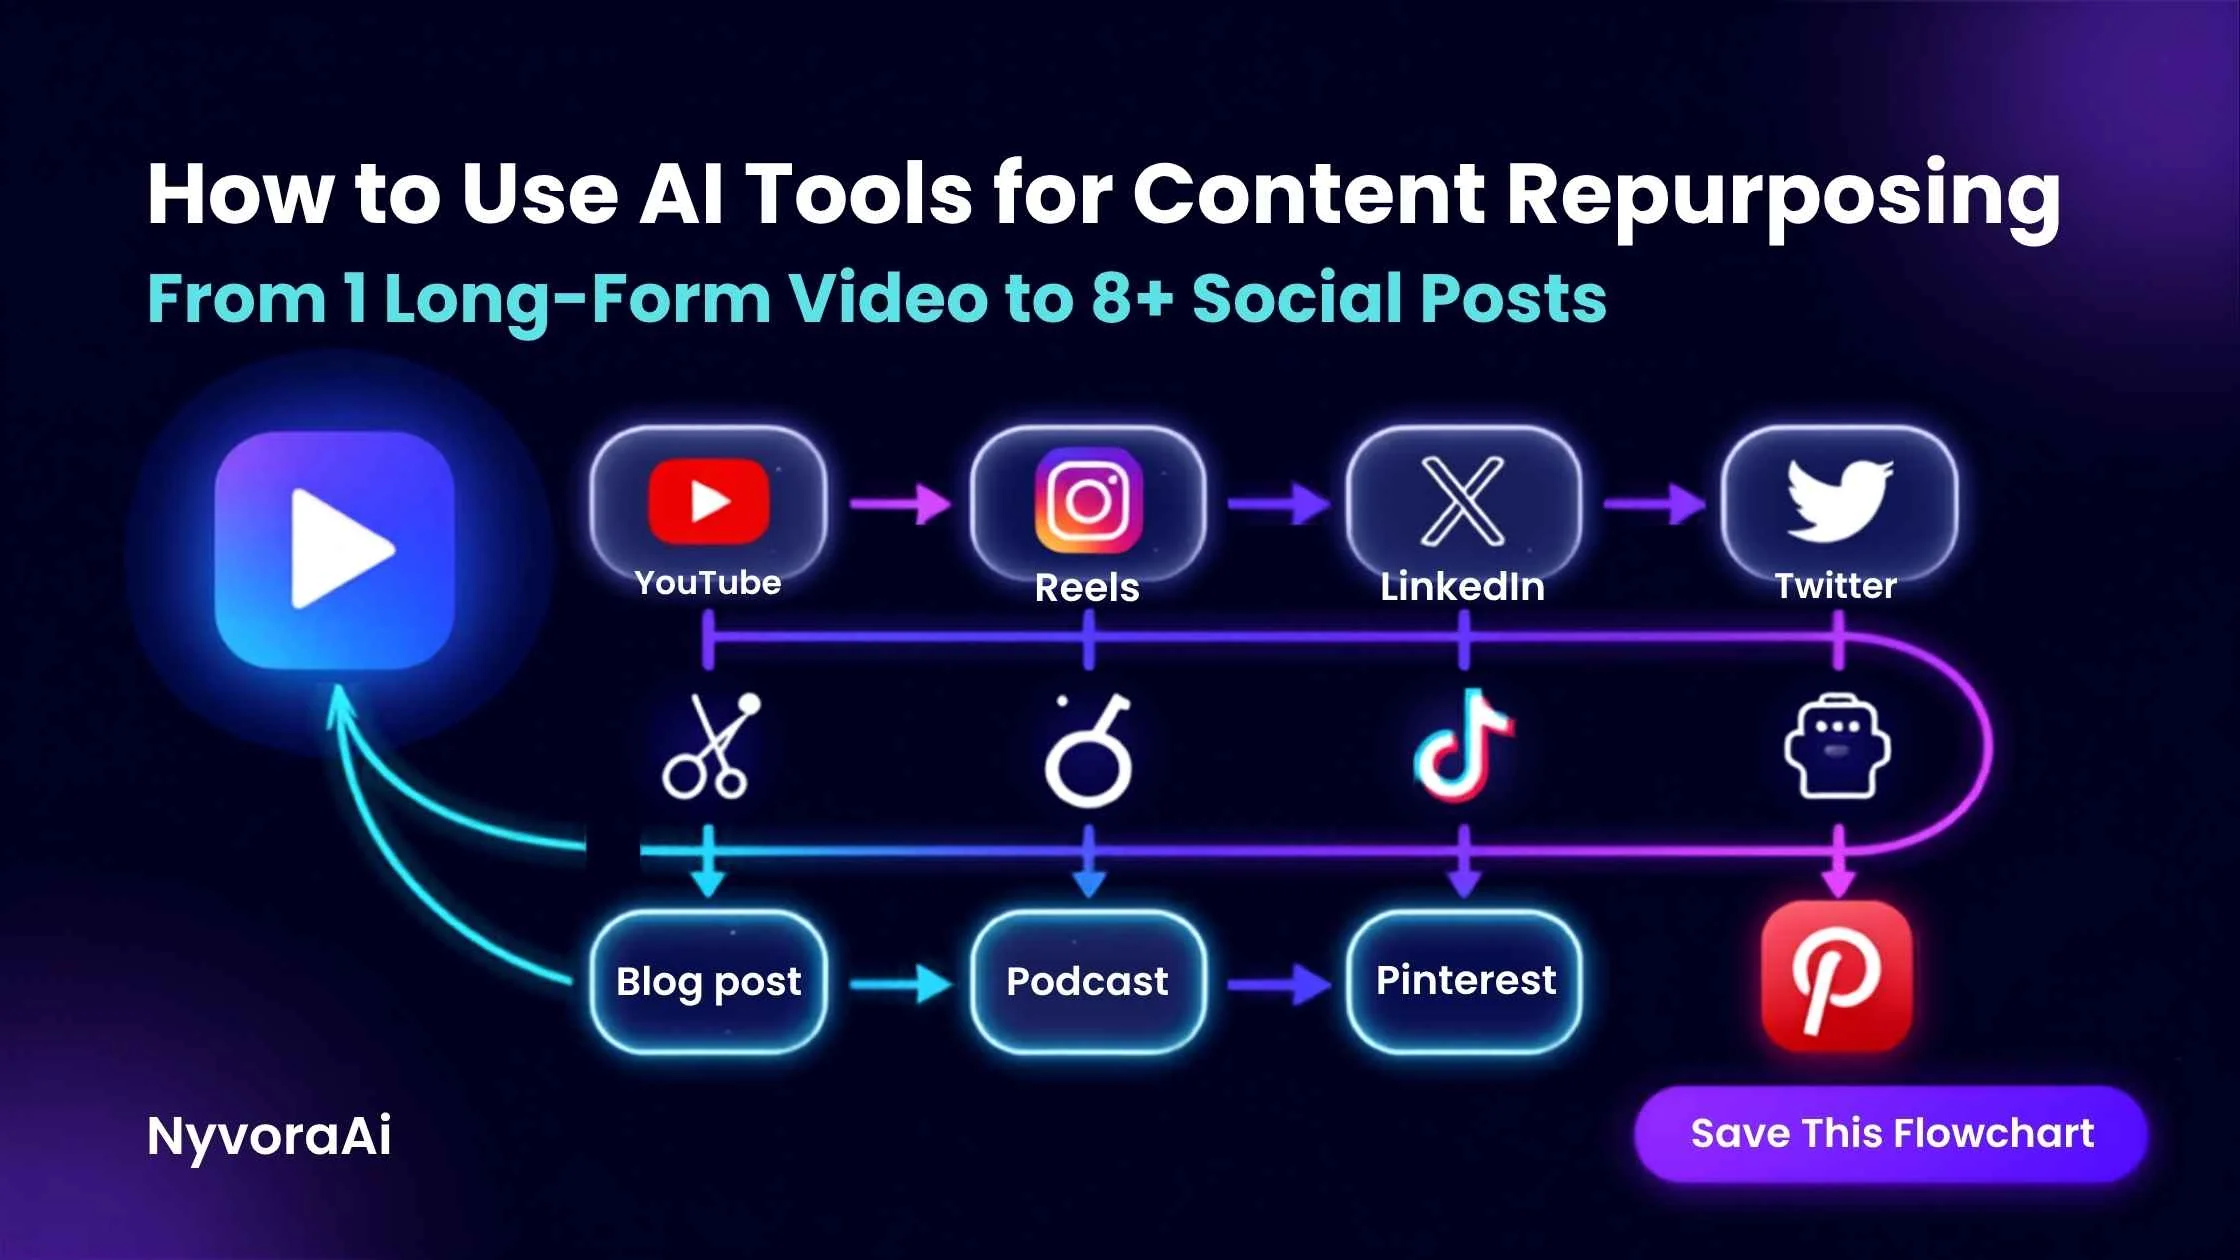 How to Use AI Tools for Content Repurposing
From 1 Long-Form Video to 8+ Social Posts
YouTube
Reels
LinkedIn
Twitter
Blog post
Podcast
Pinterest
NyvoraAi
Save This Flowchart